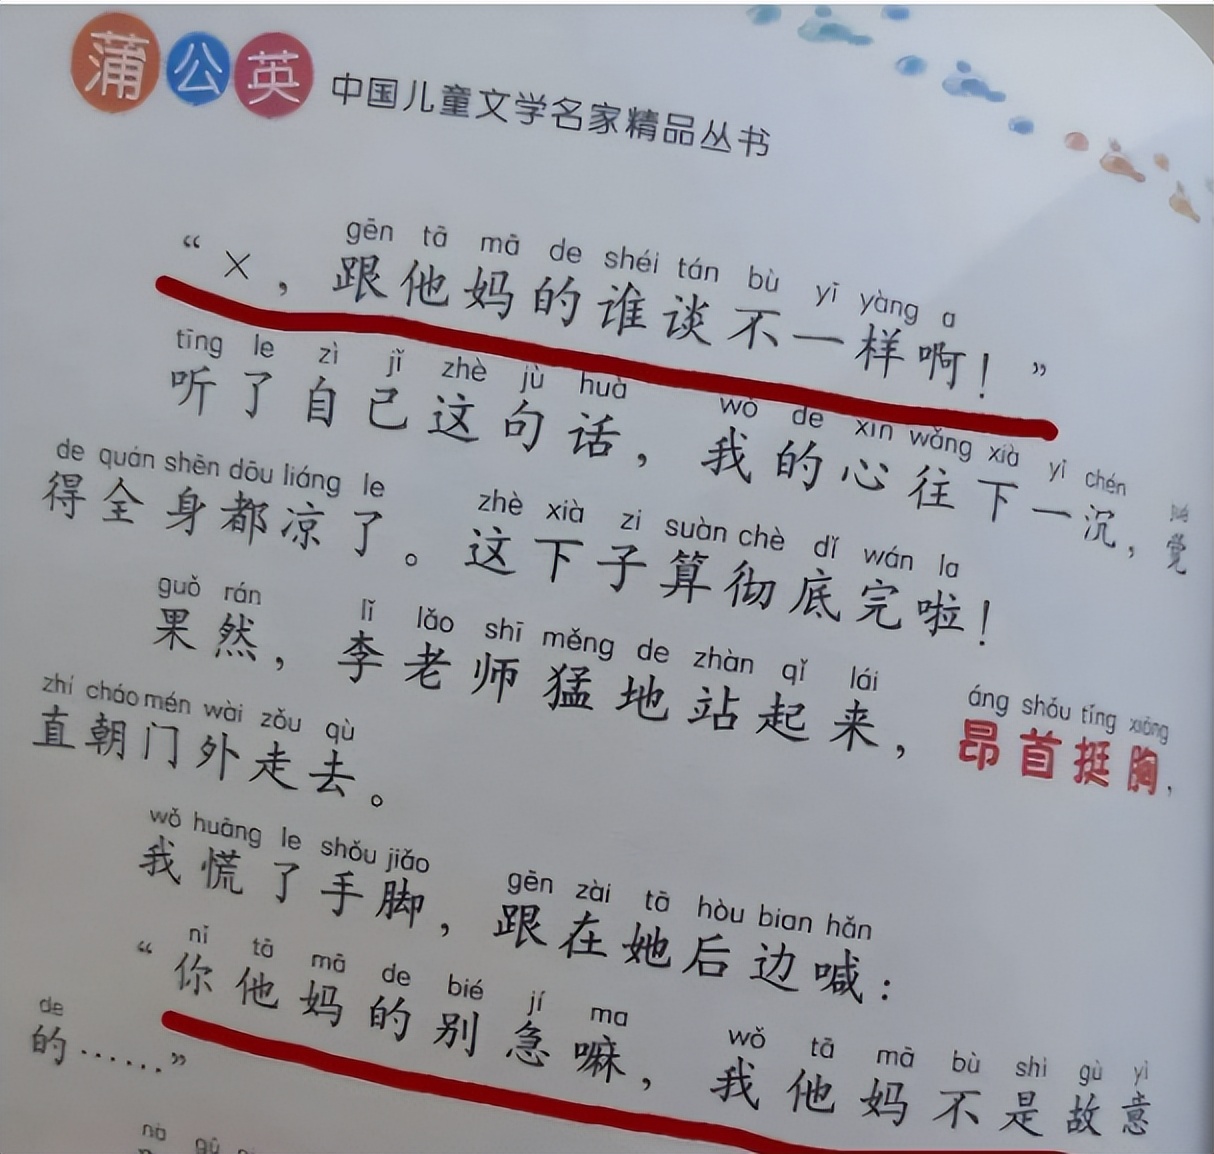 蒲公英 中国儿童文学名家精品丛书
gēn tā mā de shéi tán bù yī yàng a
“×，跟他妈的谁谈不一样啊！”
tīng le zì jǐ zhè jù huà wǒ de xīn wǎng xià yì chén
听了自己这句话，我的心往下一沉，觉
de quán shēn dōu liáng le zhè xià zi suàn chè dǐ wán la
得全身都凉了。这下子算彻底完啦！
guǒ rán lǐ lǎo shī měng de zhàn qǐ lái áng shǒu tǐng xiōng
果然，李老师猛地站起来，昂首挺胸，
zhí cháo mén wài zǒu qù
直朝门外走去。
wǒ huāng le shǒu jiǎo gēn zài tā hòu bian hǎn
我慌了手脚，跟在她后边喊：
nǐ tā mā de bié jí ma wǒ tā mā bù shì gù yì
“你他妈的别急嘛，我他妈不是故意
de
的……”